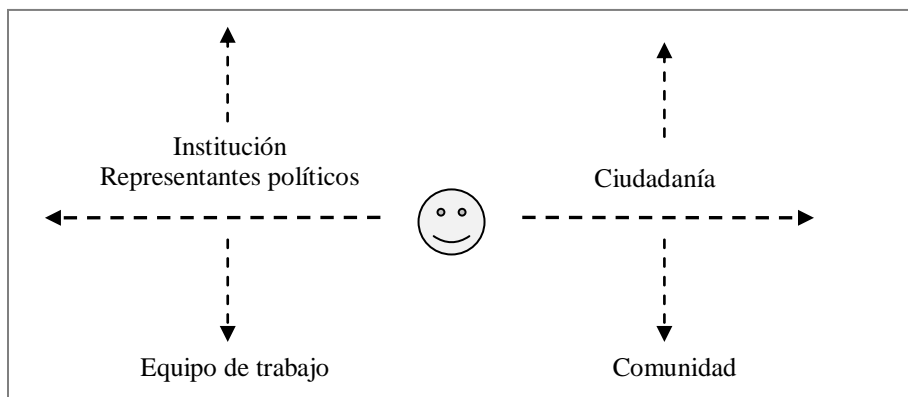 Institución
Representantes políticos
Ciudadanía
Equipo de trabajo
Comunidad